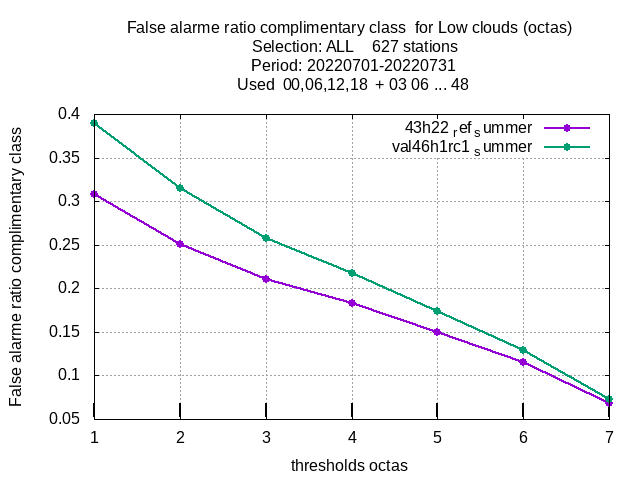 False alarme ratio complimentary class  for Low clouds (octas)
Selection: ALL    627 stations
Period: 20220701-20220731
Used  00,06,12,18  + 03 06 ... 48
43h22 ref summer
val46h1rc1 summer
False alarme ratio complimentary class
0.4
0.35
0.3
0.25
0.2
0.15
0.1
0.05
1 2 3 4 5 6 7
thresholds octas